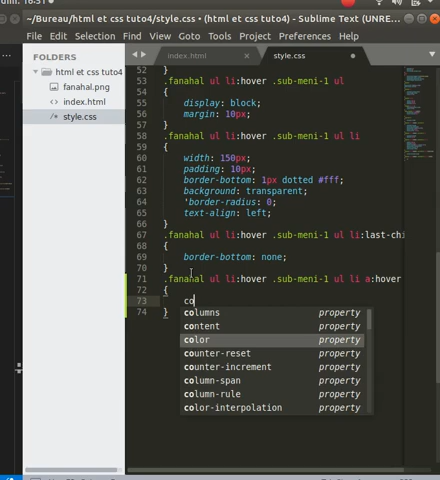 ~/Bureau/html et css tuto4/style.css • (html et css tuto4) - Sublime Text (UNRE
File Edit Selection Find View Goto Tools Project Preferences Help
FOLDERS
html et css tuto4
fanahal.png
index.html
style.css
index.html
style.css
52 }
53 .fanahal ul li:hover .sub-meni-1 ul
54 {
55 display: block;
56 margin: 10px;
57 }
58 .fanahal ul li:hover .sub-meni-1 ul li
59 {
60 width: 150px;
61 padding: 10px;
62 border-bottom: 1px dotted #fff;
63 background: transparent;
64 'border-radius: 0;
65 text-align: left;
66 }
67 .fanahal ul li:hover .sub-meni-1 ul li:last-chi
68 {
69 border-bottom: none;
70 }
71 .fanahal ul li:hover .sub-meni-1 ul li a:hover
72 {
73 co
74 }
columns property
content property
color property
counter-reset property
counter-increment property
column-span property
column-rule property
color-interpolation property